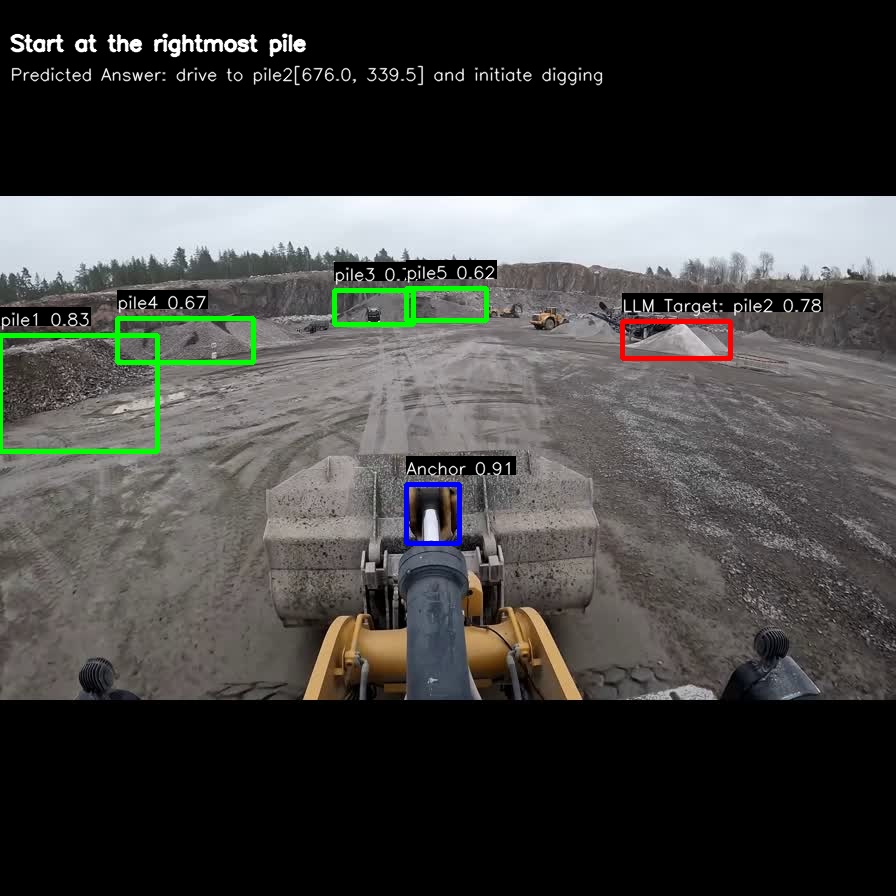 Start at the rightmost pile
Predicted Answer: drive to pile2[676.0, 339.5] and initiate digging
pile3 0.
pile5 0.62
pile4 0.67
LLM Target: pile2 0.78
pile1 0.83
Anchor 0.91